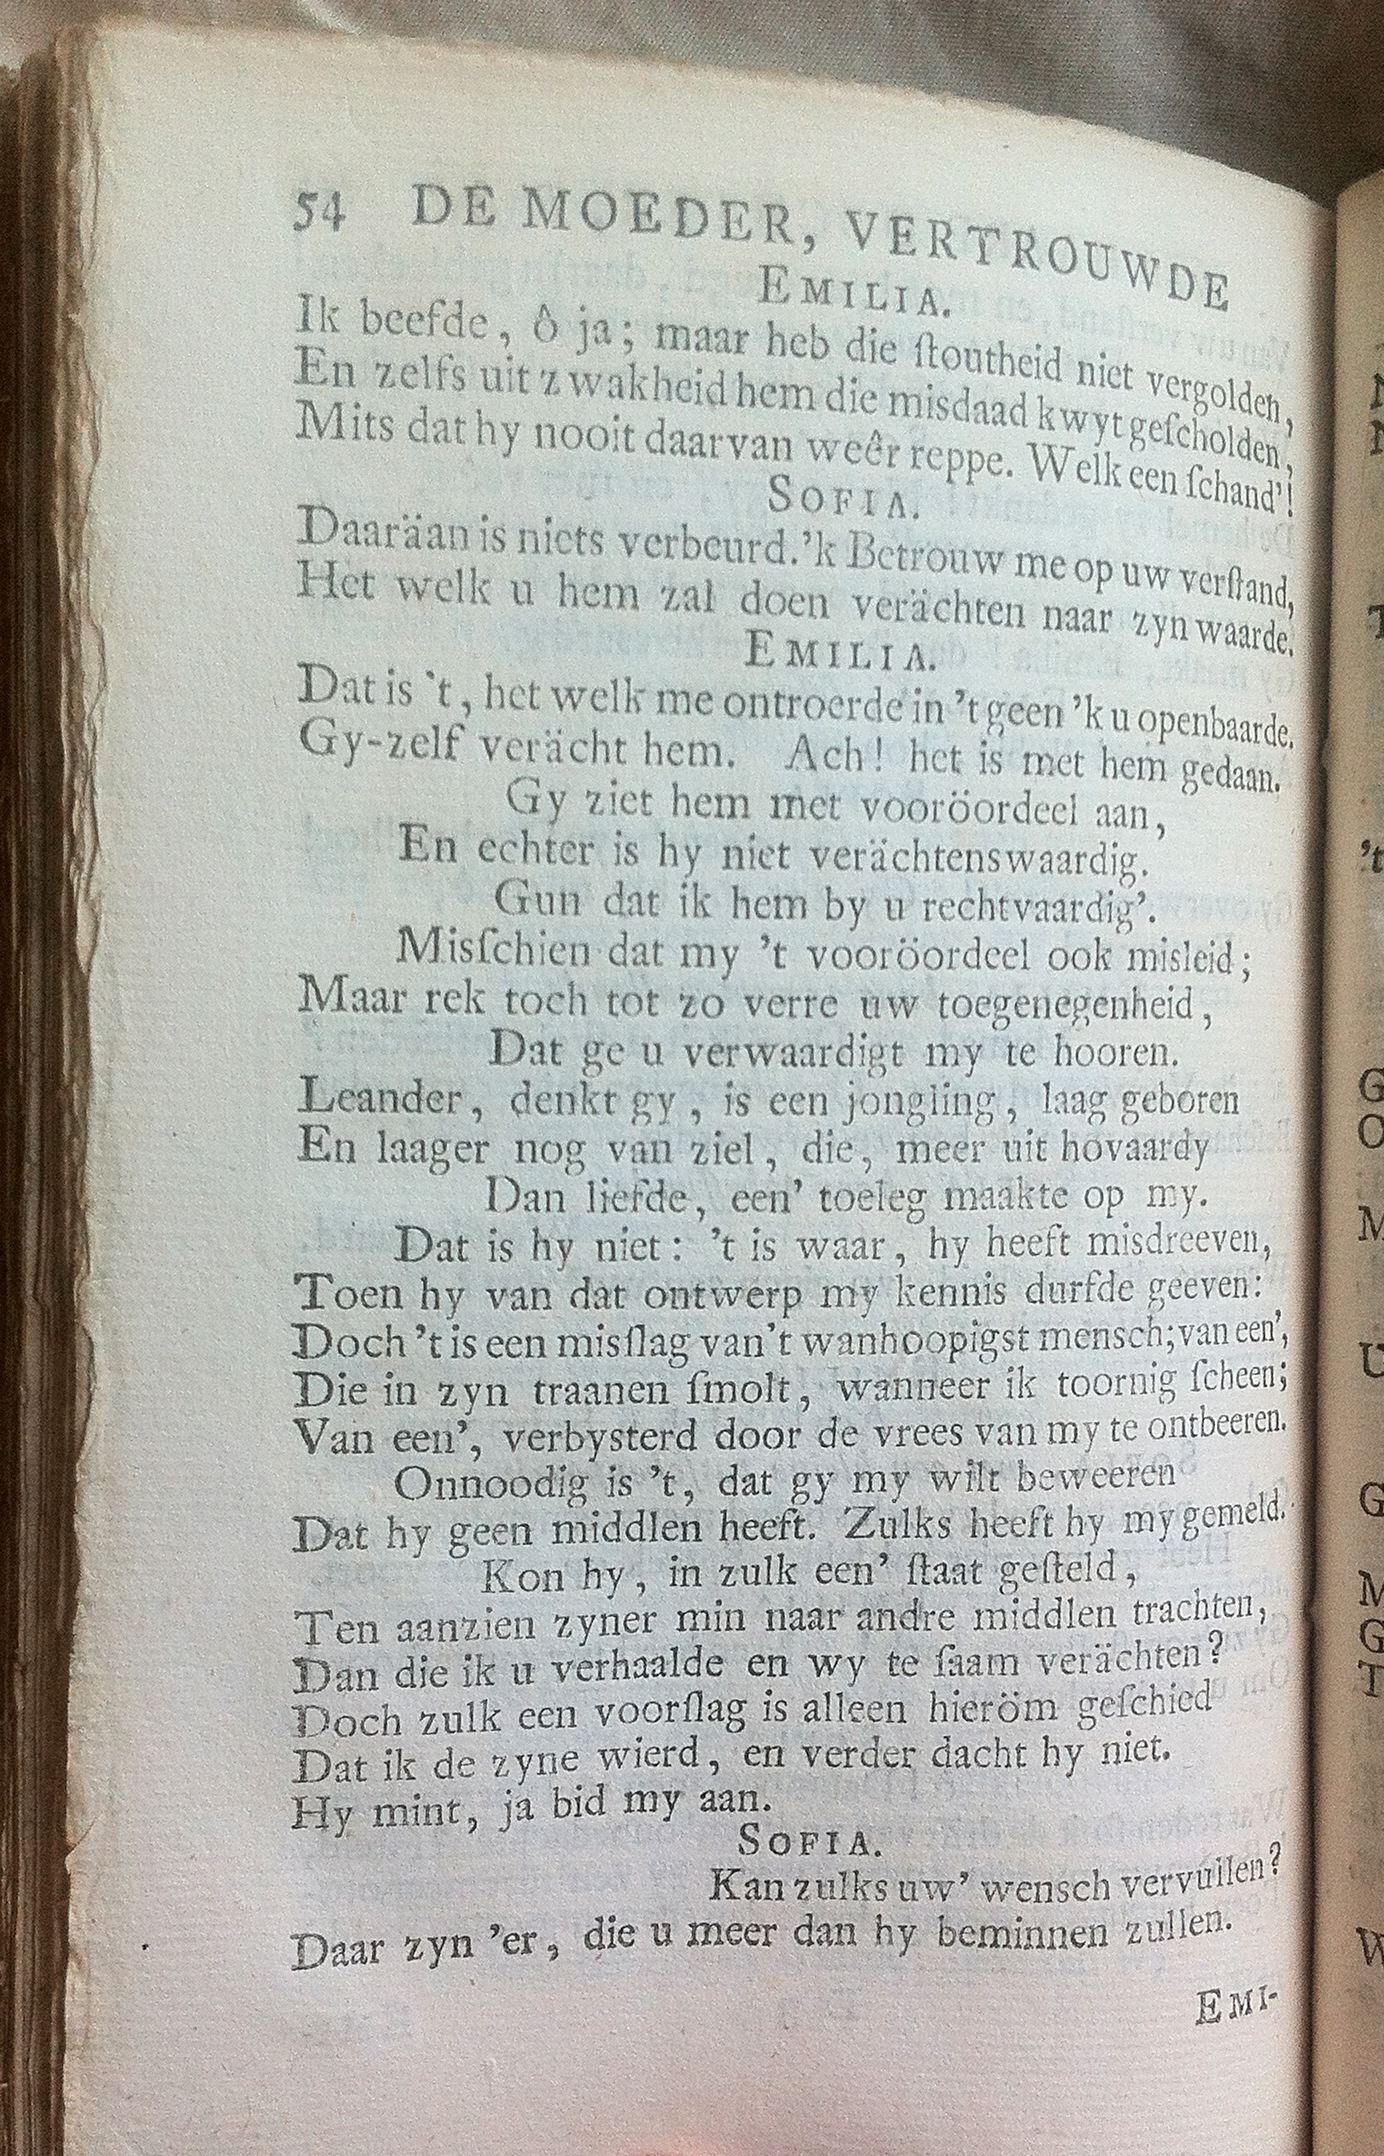 54 DE MOEDER, VERTROUWDE
EMILIA.
Ik beefde, ô ja; maar heb die ſtoutheid niet vergolden,
En zelfs uit zwakheid hem die misdaad kwyt geſcholden,
Mits dat hy nooit daarvan weêr reppe. Welk een ſchand'!
SOFIA.
Daaräan is niets verbeurd. 'k Betrouw me op uw verſtand,
Het welk u hem zal doen verächten naar zyn waarde.
EMILIA.
Dat is 't, het welk me ontroerde in 't geen 'k u openbaarde.
Gy-zelf verächt hem. Ach! het is met hem gedaan.
Gy ziet hem met vooröordeel aan,
En echter is hy niet verächtenswaardig.
Gun dat ik hem by u rechtvaardig'.
Misſchien dat my 't vooröordeel ook misleid;
Maar rek toch tot zo verre uw toegenegenheid,
Dat ge u verwaardigt my te hooren.
Leander, denkt gy, is een jongling, laag geboren
En laager nog van ziel, die, meer uit hovaardy
Dan liefde, een' toeleg maakte op my.
Dat is hy niet: 't is waar, hy heeft misdreeven,
Toen hy van dat ontwerp my kennis durfde geeven:
Doch 't is een misſlag van 't wanhoopigst mensch; van een',
Die in zyn traanen ſmolt, wanneer ik toornig ſcheen;
Van een', verbysterd door de vrees van my te ontbeeren.
Onnoodig is 't, dat gy my wilt beweeren
Dat hy geen middlen heeft. Zulks heeft hy my gemeld.
Kon hy, in zulk een' ſtaat geſteld,
Ten aanzien zyner min naar andre middlen trachten,
Dan die ik u verhaalde en wy te ſaam verächten?
Doch zulk een voorſlag is alleen hieröm geſchied
Dat ik de zyne wierd, en verder dacht hy niet.
Hy mint, ja bid my aan.
SOFIA.
Kan zulks uw' wensch vervullen?
Daar zyn 'er, die u meer dan hy beminnen zullen.
EMI-